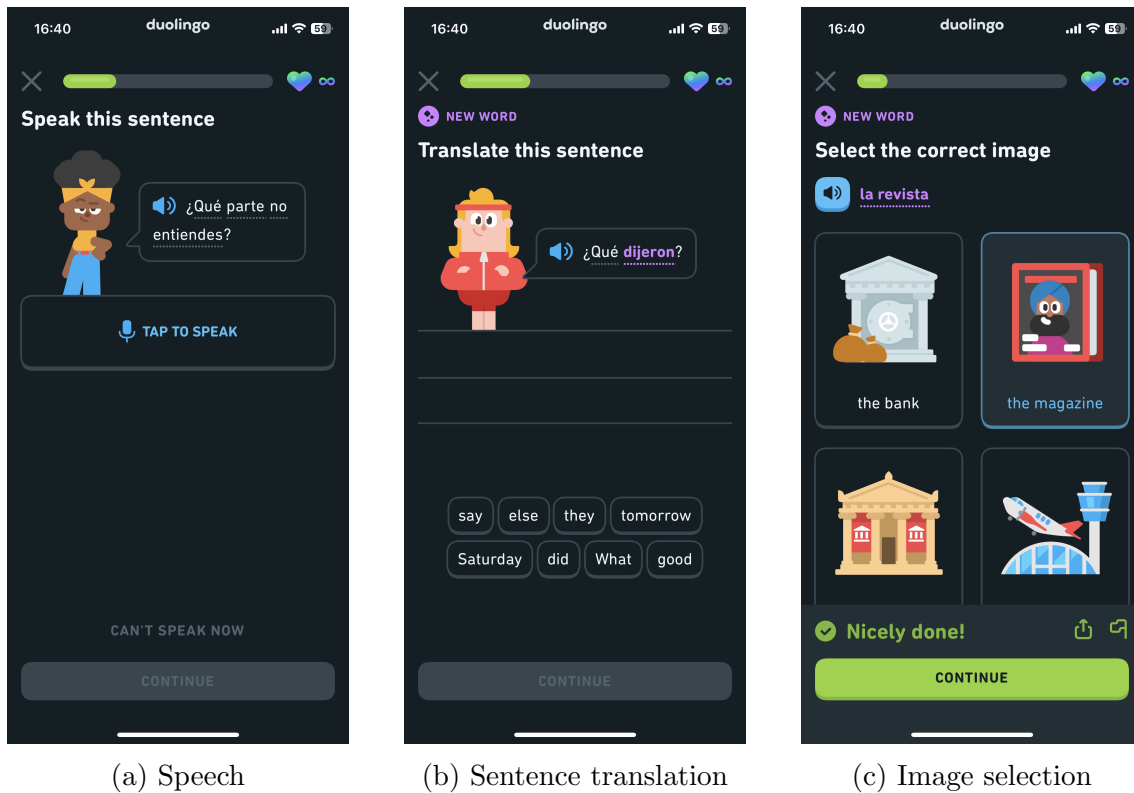 16:40 duolingo 59
Speak this sentence
¿Qué parte no
entiendes?
TAP TO SPEAK
CAN'T SPEAK NOW
CONTINUE
(a) Speech
16:40 duolingo 59
NEW WORD
Translate this sentence
¿Qué dijeron?
say else they tomorrow
Saturday did What good
CONTINUE
(b) Sentence translation
16:40 duolingo 59
NEW WORD
Select the correct image
la revista
the bank the magazine
Nicely done!
CONTINUE
(c) Image selection